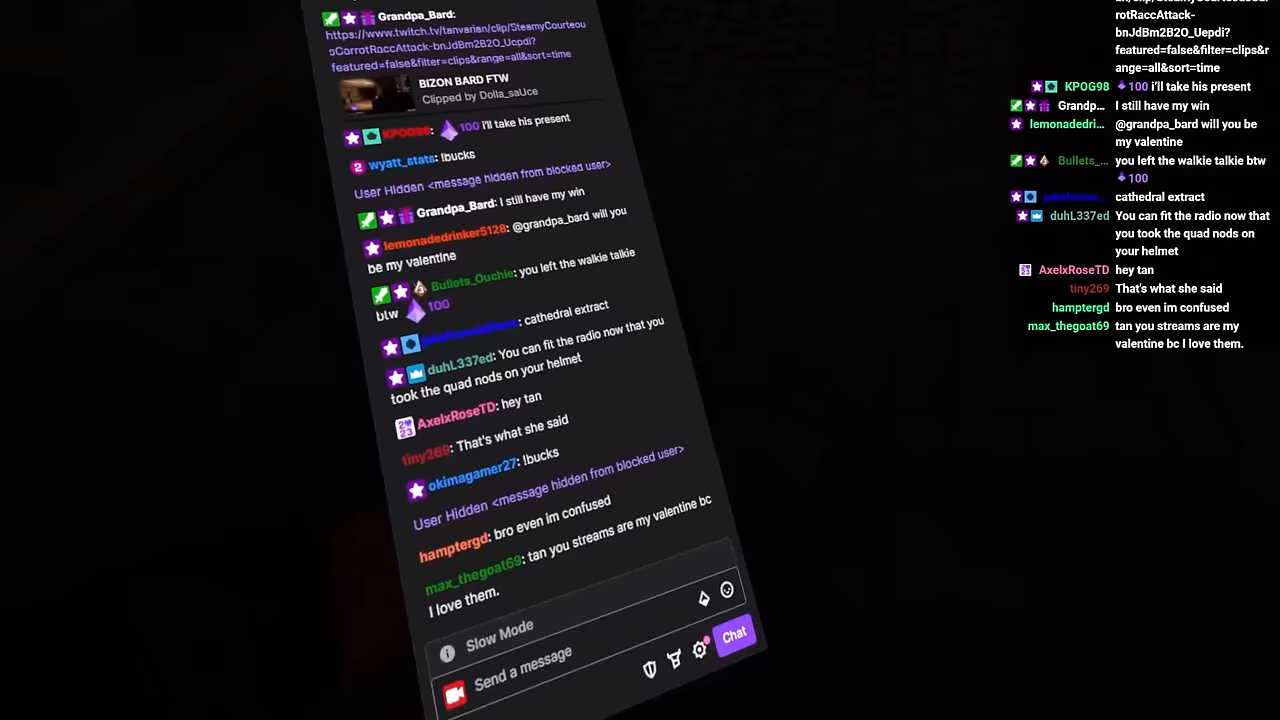 Grandpa_Bard:
https://www.twitch.tv/tanvarian/clip/SteamyCourteou
sCarrotRaccAttack-bnJdBm2B2O_Uepdi?
featured=false&filter=clips&range=all&sort=time
BIZON BARD FTW
Clipped by Dolla_saUce
KPOG98: 100 i'll take his present
2 wyatt_stats: !bucks
User Hidden <message hidden from blocked user>
Grandpa_Bard: I still have my win
lemonadedrinker5128: @grandpa_bard will you
be my valentine
Bullets_Ouchie: you left the walkie talkie
btw 100
: cathedral extract
duhL337ed: You can fit the radio now that you
took the quad nods on your helmet
AxelxRoseTD: hey tan
tiny269: That's what she said
okimagamer27: !bucks
User Hidden <message hidden from blocked user>
hamptergd: bro even im confused
max_thegoat69: tan you streams are my valentine bc
I love them.
Slow Mode
Send a message
Chat
rotRaccAttack-
bnJdBm2B2O_Uepdi?
featured=false&filter=clips&r
ange=all&sort=time
KPOG98 100 i'll take his present
Grandp... I still have my win
lemonadedri... @grandpa_bard will you be
my valentine
Bullets_... you left the walkie talkie btw
100
cathedral extract
duhL337ed You can fit the radio now that
you took the quad nods on
your helmet
AxelxRoseTD hey tan
tiny269 That's what she said
hamptergd bro even im confused
max_thegoat69 tan you streams are my
valentine bc I love them.